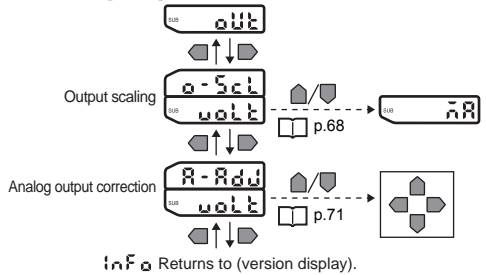 SUB oUt
Output scaling
o-ScL
SUB voLt
p.68
SUB mA
Analog output correction
A-AdJ
SUB voLt
p.71
InFo Returns to (version display).